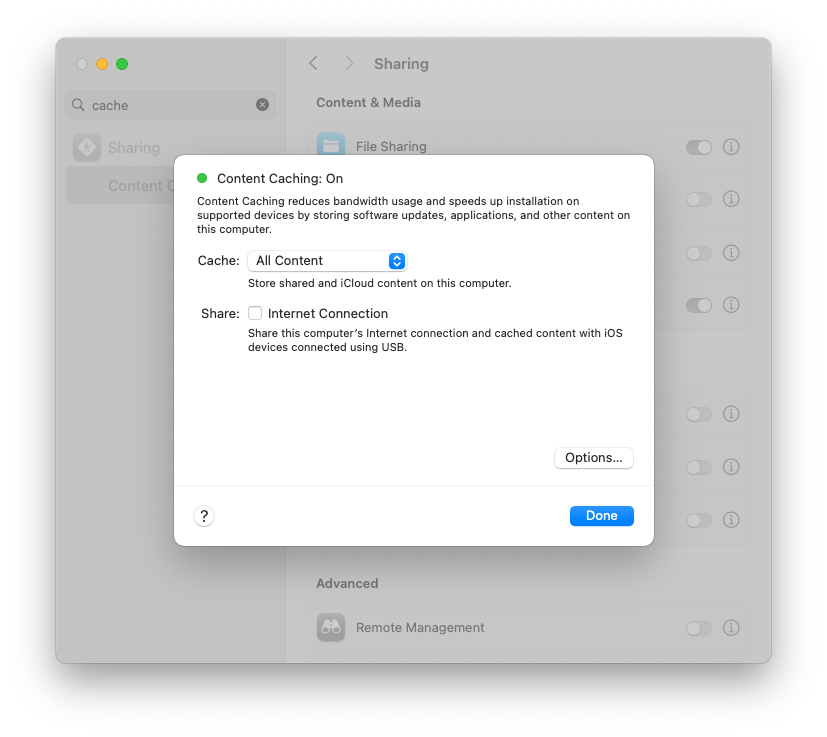 Sharing
cache
Content & Media
Sharing
File Sharing
Content C
Content Caching: On
Content Caching reduces bandwidth usage and speeds up installation on
supported devices by storing software updates, applications, and other content on
this computer.
Cache: All Content
Store shared and iCloud content on this computer.
Share: Internet Connection
Share this computer's Internet connection and cached content with iOS
devices connected using USB.
Options...
?
Done
Advanced
Remote Management